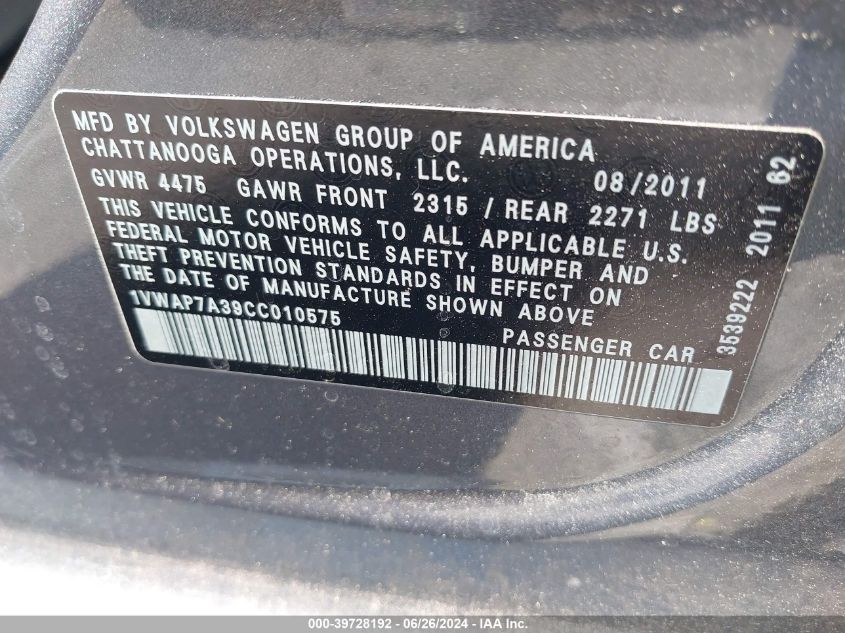 MFD BY VOLKSWAGEN GROUP OF AMERICA
CHATTANOOGA OPERATIONS, LLC. 08/2011
GVWR 4475 GAWR FRONT 2315 / REAR 2271 LBS
THIS VEHICLE CONFORMS TO ALL APPLICABLE U.S.
FEDERAL MOTOR VEHICLE SAFETY, BUMPER AND
THEFT PREVENTION STANDARDS IN EFFECT ON
THE DATE OF MANUFACTURE SHOWN ABOVE
1VWAP7A39CC010575 PASSENGER CAR
3539222 2011 62
000-39728192 - 06/26/2024 - IAA Inc.